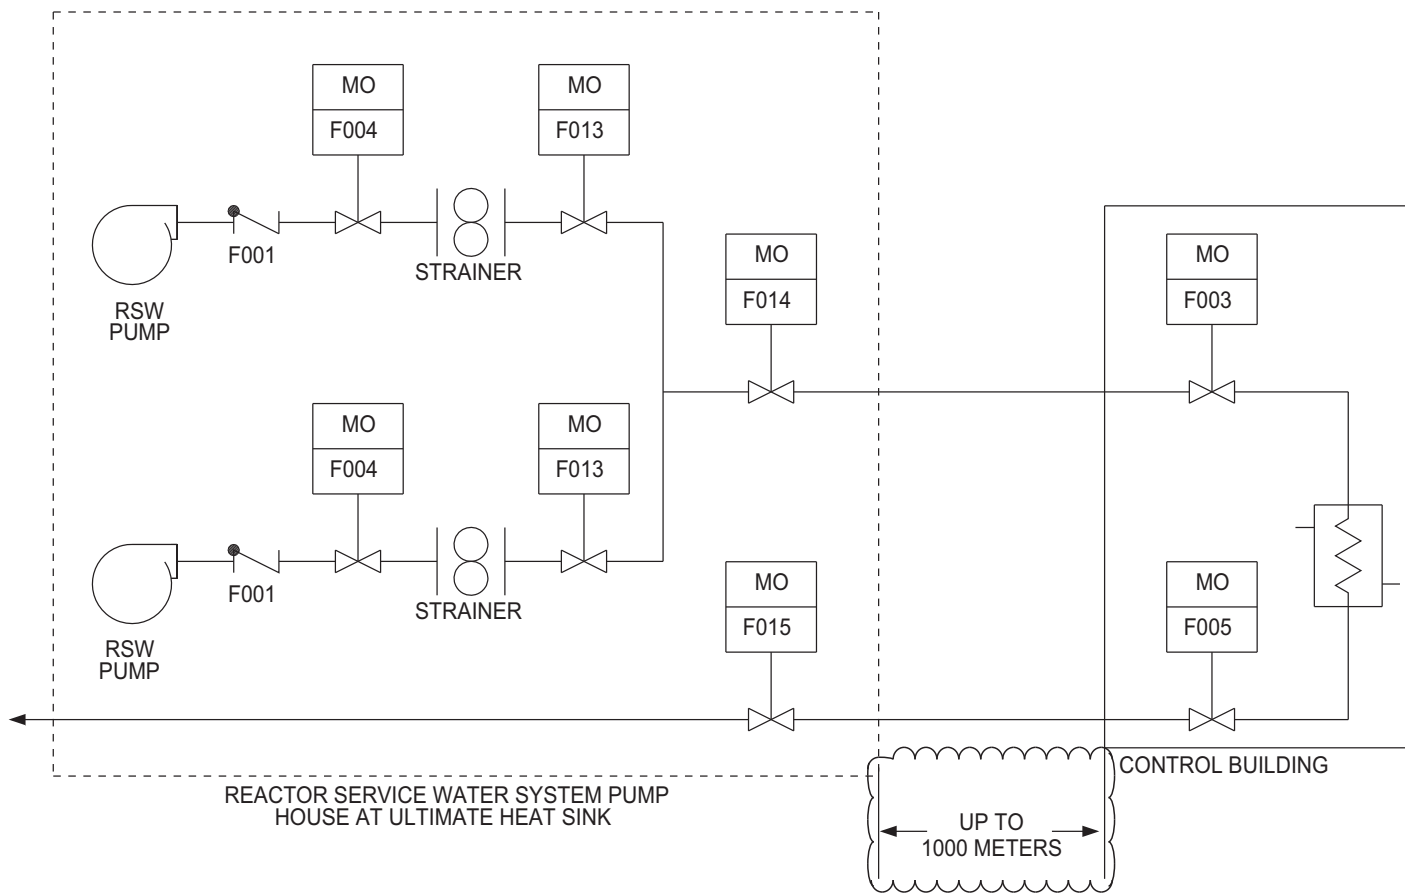 MO
F004
MO
F013
F001
STRAINER
RSW
PUMP
MO
F014
MO
F003
MO
F004
MO
F013
F001
STRAINER
RSW
PUMP
MO
F015
MO
F005
REACTOR SERVICE WATER SYSTEM PUMP
HOUSE AT ULTIMATE HEAT SINK
CONTROL BUILDING
UP TO
1000 METERS